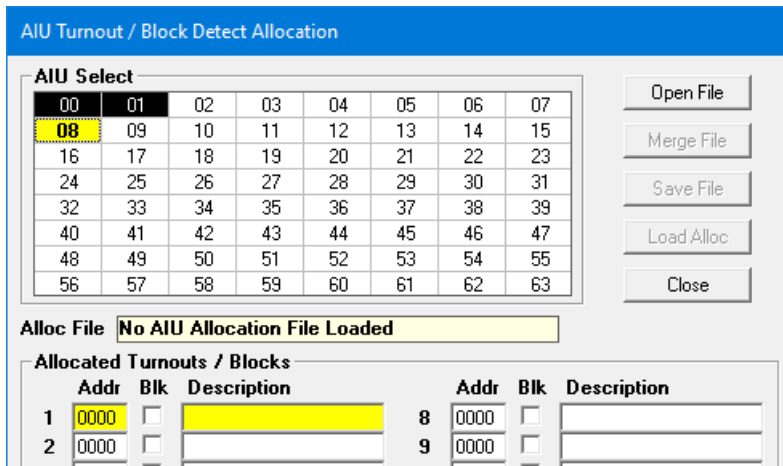 AIU Turnout / Block Detect Allocation
AIU Select
00 01 02 03 04 05 06 07
08 09 10 11 12 13 14 15
16 17 18 19 20 21 22 23
24 25 26 27 28 29 30 31
32 33 34 35 36 37 38 39
40 41 42 43 44 45 46 47
48 49 50 51 52 53 54 55
56 57 58 59 60 61 62 63
Open File
Merge File
Save File
Load Alloc
Close
Alloc File No AIU Allocation File Loaded
Allocated Turnouts / Blocks
Addr Blk Description Addr Blk Description
1 0000 8 0000
2 0000 9 0000